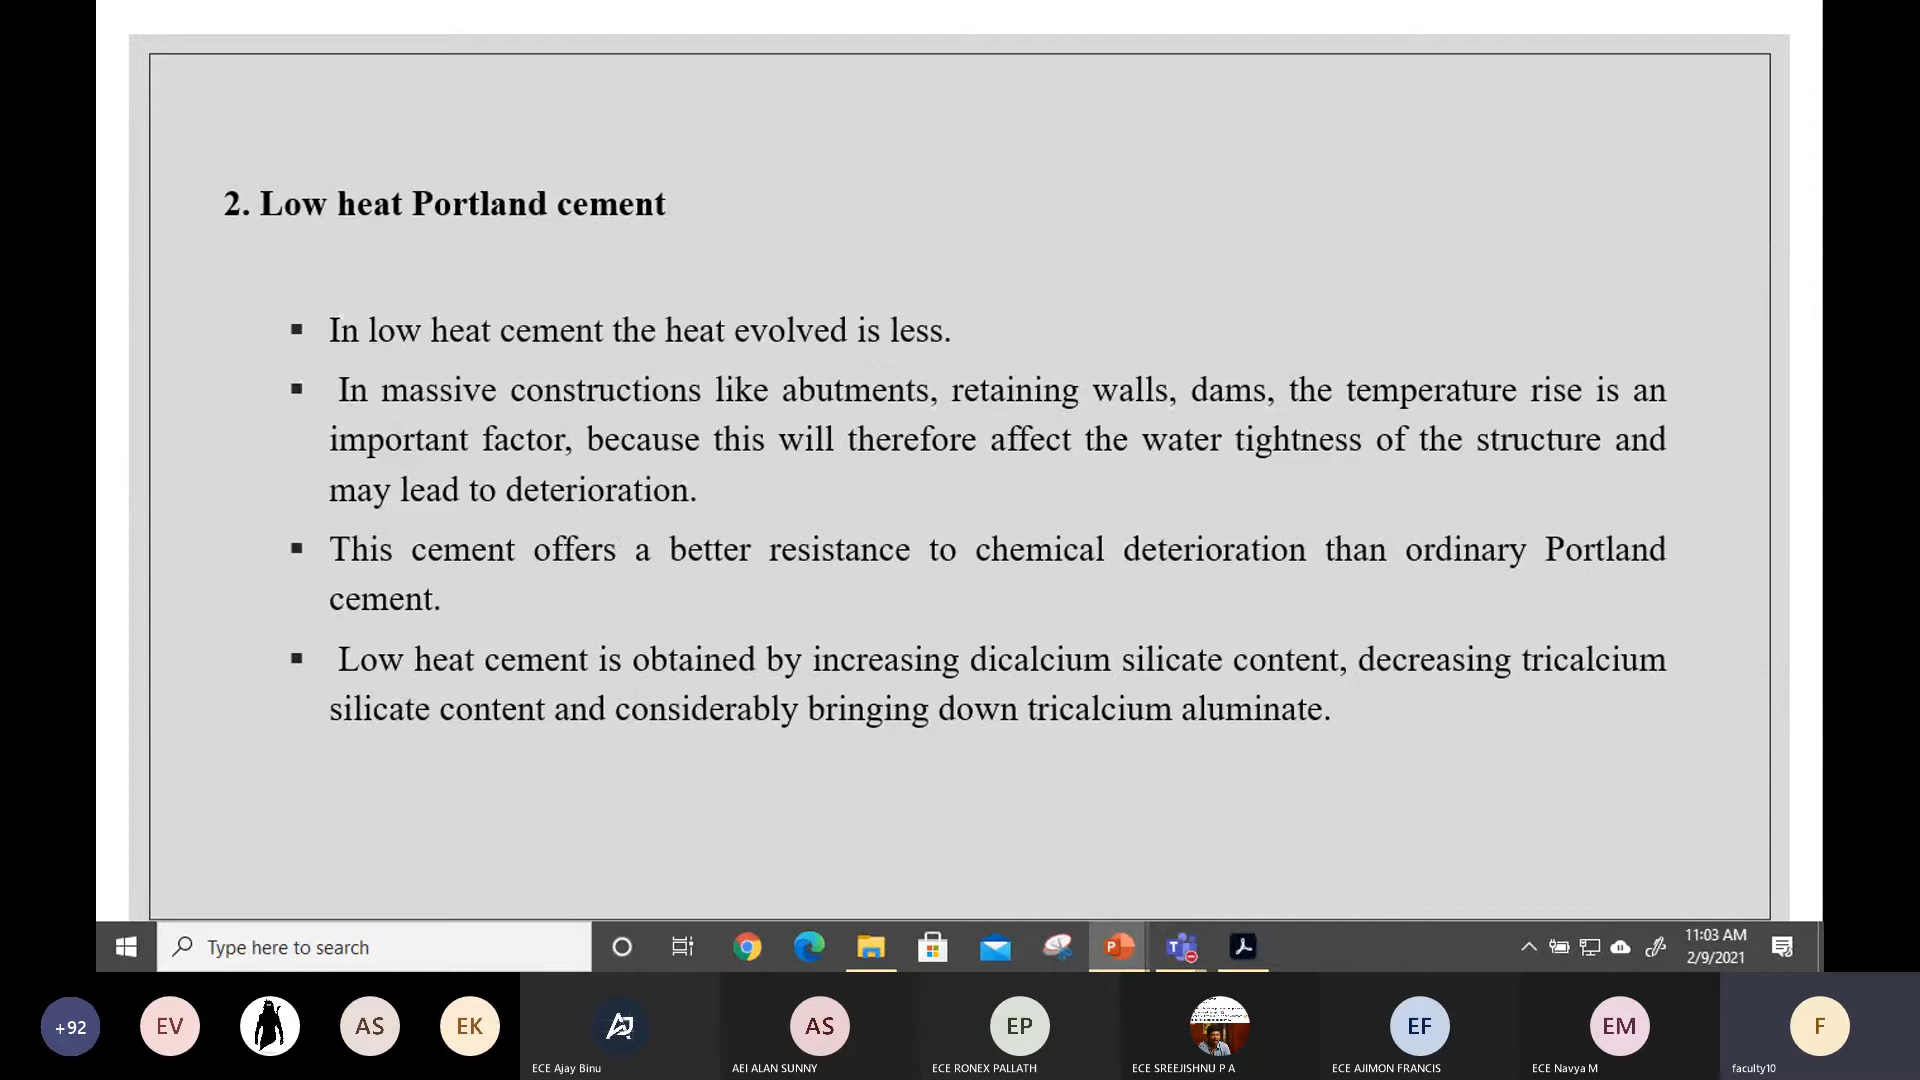 2. Low heat Portland cement
▪ In low heat cement the heat evolved is less.
▪ In massive constructions like abutments, retaining walls, dams, the temperature rise is an
important factor, because this will therefore affect the water tightness of the structure and
may lead to deterioration.
▪ This cement offers a better resistance to chemical deterioration than ordinary Portland
cement.
▪ Low heat cement is obtained by increasing dicalcium silicate content, decreasing tricalcium
silicate content and considerably bringing down tricalcium aluminate.
Type here to search
11:03 AM
2/9/2021
+92 EV AS EK AS EP EF EM F
ECE Ajay Binu AEI ALAN SUNNY ECE RONEX PALLATH ECE SREEJISHNU P A ECE AJIMON FRANCIS ECE Navya M faculty10